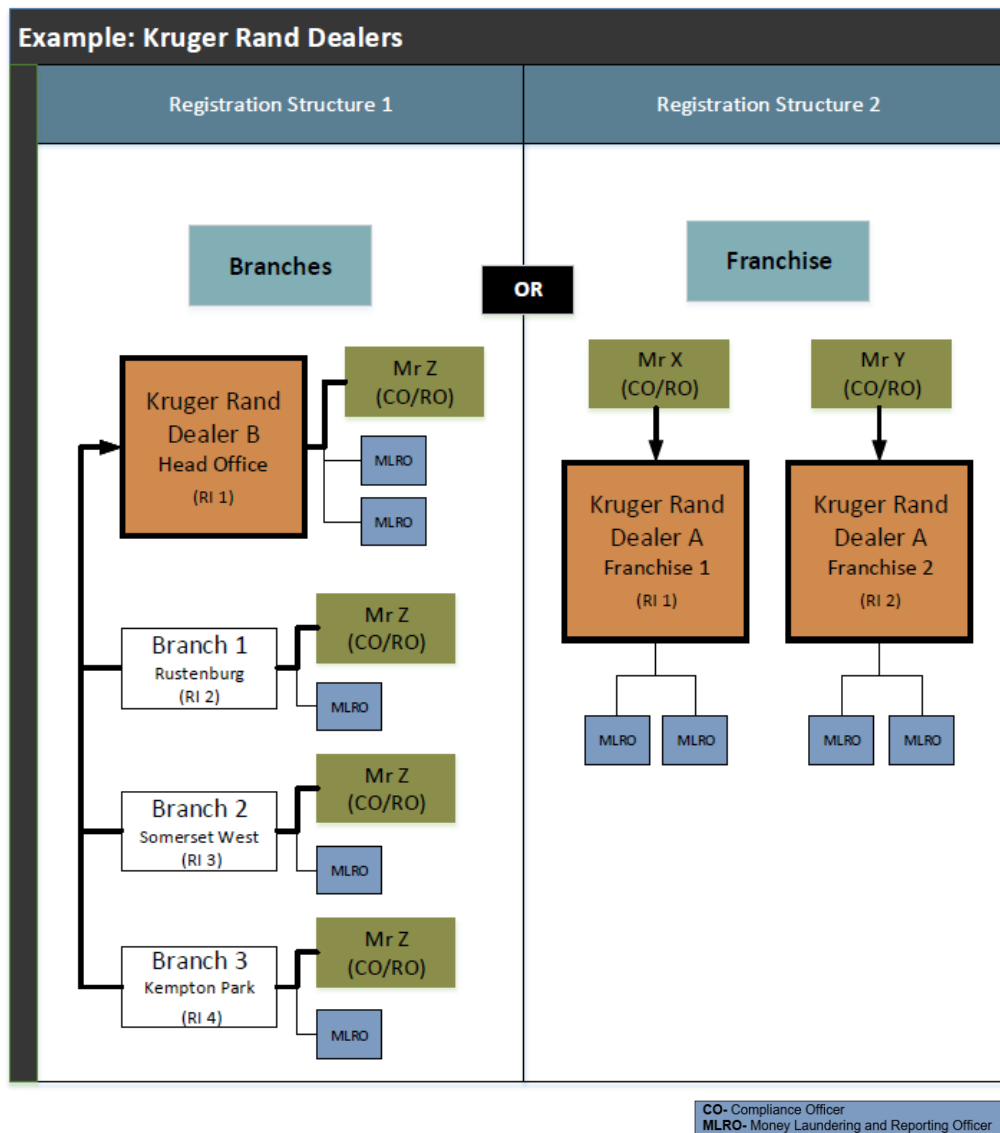 Example: Kruger Rand Dealers
Registration Structure 1
Registration Structure 2
Branches
OR
Franchise
Kruger Rand
Dealer B
Head Office
(RI 1)
Mr Z
(CO/RO)
MLRO
MLRO
Branch 1
Rustenburg
(RI 2)
Mr Z
(CO/RO)
MLRO
Branch 2
Somerset West
(RI 3)
Mr Z
(CO/RO)
MLRO
Branch 3
Kempton Park
(RI 4)
Mr Z
(CO/RO)
MLRO
Mr X
(CO/RO)
Kruger Rand
Dealer A
Franchise 1
(RI 1)
MLRO
MLRO
Mr Y
(CO/RO)
Kruger Rand
Dealer A
Franchise 2
(RI 2)
MLRO
MLRO
CO- Compliance Officer
MLRO- Money Laundering and Reporting Officer